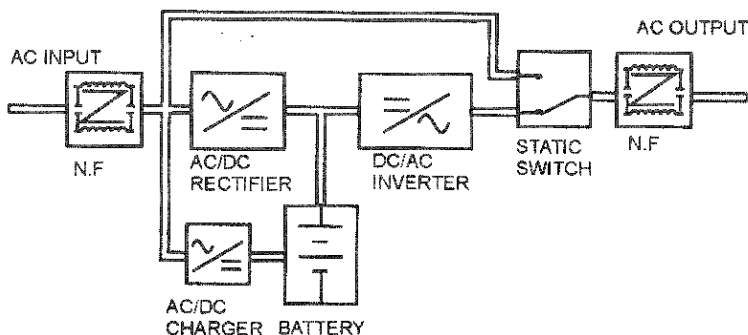 AC INPUT
AC OUTPUT
N.F
AC/DC
RECTIFIER
DC/AC
INVERTER
STATIC
SWITCH
N.F
AC/DC
CHARGER
BATTERY